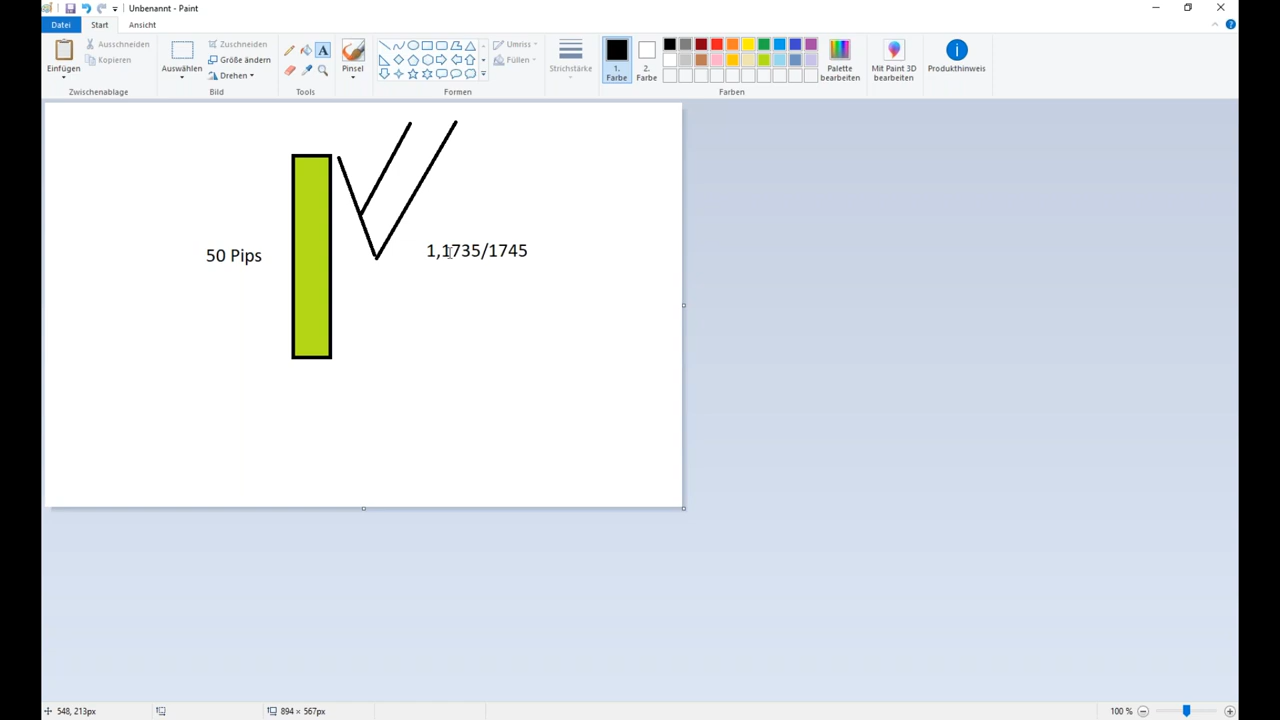 Unbenannt - Paint
Datei
Start
Ansicht
Einfügen
Ausschneiden
Kopieren
Zwischenablage
Auswählen
Zuschneiden
Größe ändern
Drehen
Bild
A
Tools
Pinsel
Umriss
Füllen
Formen
Strichstärke
1.
Farbe
2.
Farbe
Palette
bearbeiten
Farben
Mit Paint 3D
bearbeiten
Produkthinweis
50 Pips
1,1735/1745
548, 213px
894 × 567px
100 %